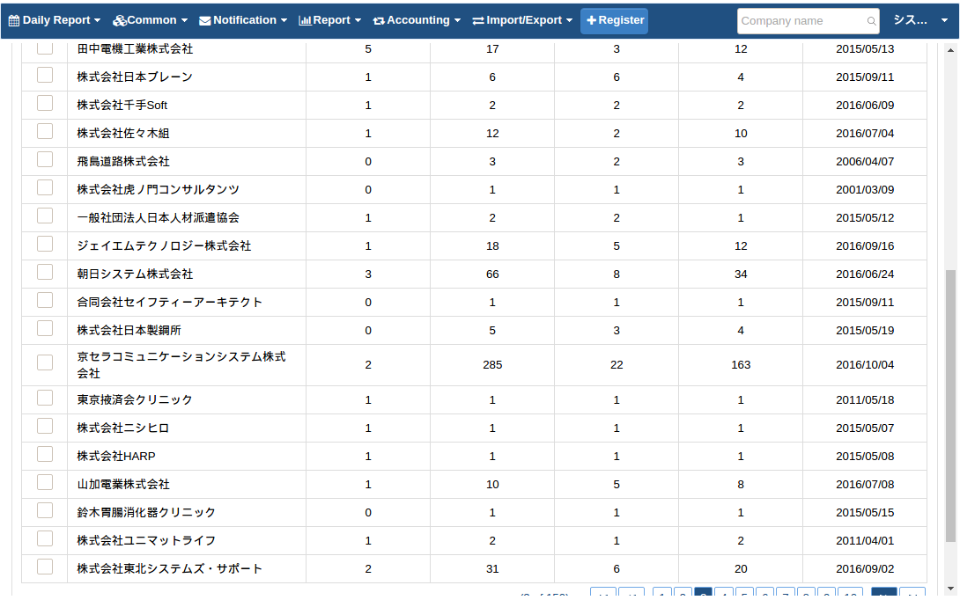 Daily Report Common Notification Report Accounting Import/Export Register Company name シス...
田中電機工業株式会社 5 17 3 12 2015/05/13
株式会社日本ブレーン 1 6 6 4 2015/09/11
株式会社千手Soft 1 2 2 2 2016/06/09
株式会社佐々木組 1 12 2 10 2016/07/04
飛鳥道路株式会社 0 3 2 3 2006/04/07
株式会社虎ノ門コンサルタンツ 0 1 1 1 2001/03/09
一般社団法人日本人材派遣協会 1 2 2 1 2015/05/12
ジェイエムテクノロジー株式会社 1 18 5 12 2016/09/16
朝日システム株式会社 3 66 8 34 2016/06/24
合同会社セイフティーアーキテクト 0 1 1 1 2015/09/11
株式会社日本製鋼所 0 5 3 4 2015/05/19
京セラコミュニケーションシステム株式
会社 2 285 22 163 2016/10/04
東京掖済会クリニック 1 1 1 1 2011/05/18
株式会社ニシヒロ 1 1 1 1 2015/05/07
株式会社HARP 1 1 1 1 2015/05/08
山加電業株式会社 1 10 5 8 2016/07/08
鈴木胃腸消化器クリニック 0 1 1 1 2015/05/15
株式会社ユニマットライフ 1 2 1 2 2011/04/01
株式会社東北システムズ・サポート 2 31 6 20 2016/09/02